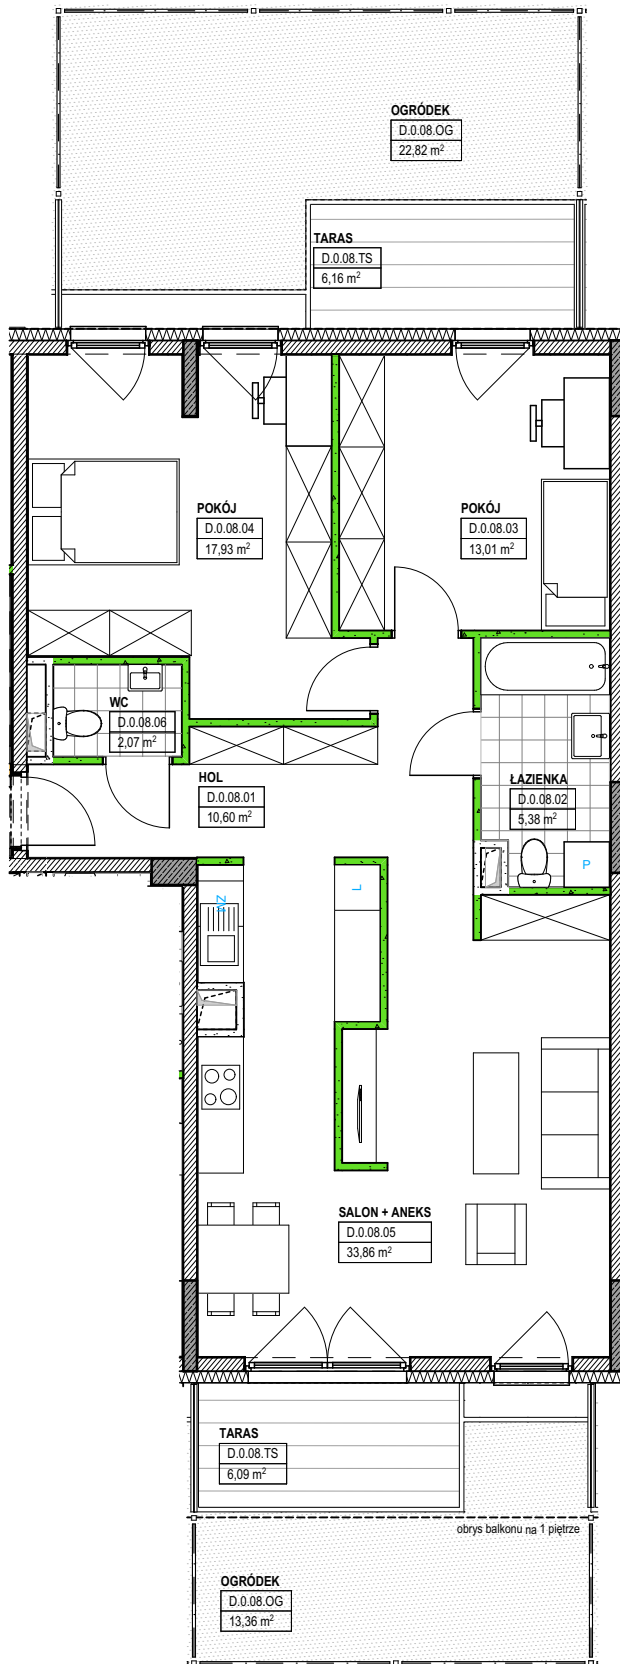 OGRÓDEK
D.0.08.OG
22,82 m²
TARAS
D.0.08.TS
6,16 m²
POKÓJ
D.0.08.04
17,93 m²
POKÓJ
D.0.08.03
13,01 m²
WC
D.0.08.06
2,07 m²
HOL
D.0.08.01
10,60 m²
ŁAZIENKA
D.0.08.02
5,38 m²
P
L
SALON + ANEKS
D.0.08.05
33,86 m²
TARAS
D.0.08.TS
6,09 m²
obrys balkonu na 1 piętrze
OGRÓDEK
D.0.08.OG
13,36 m²